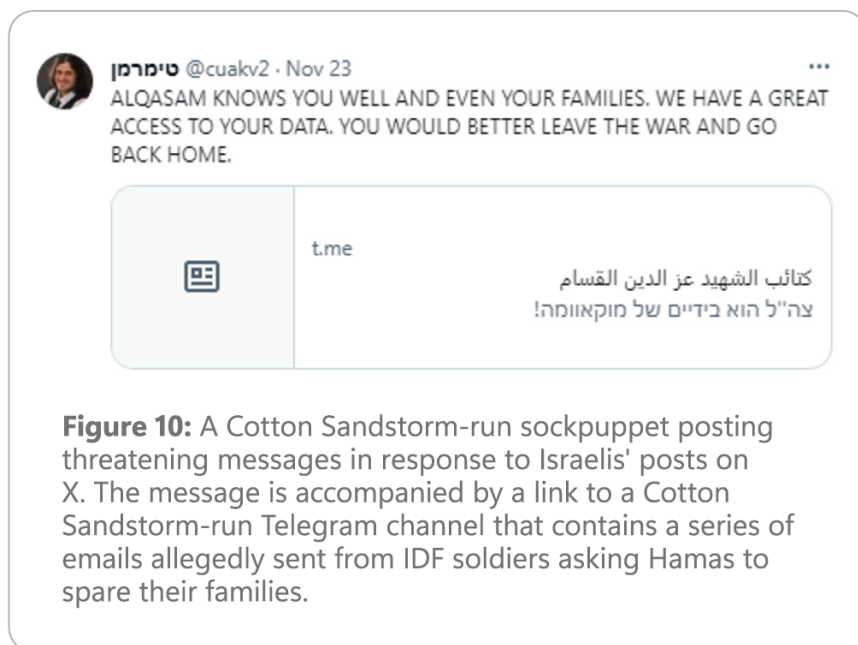 טימרמן @cuakv2 · Nov 23
ALQASAM KNOWS YOU WELL AND EVEN YOUR FAMILIES. WE HAVE A GREAT
ACCESS TO YOUR DATA. YOU WOULD BETTER LEAVE THE WAR AND GO
BACK HOME.
t.me
كتائب الشهيد عز الدين القسام
צה"ל הוא בידיים של מוקאוומה!
Figure 10: A Cotton Sandstorm-run sockpuppet posting
threatening messages in response to Israelis' posts on
X. The message is accompanied by a link to a Cotton
Sandstorm-run Telegram channel that contains a series of
emails allegedly sent from IDF soldiers asking Hamas to
spare their families.